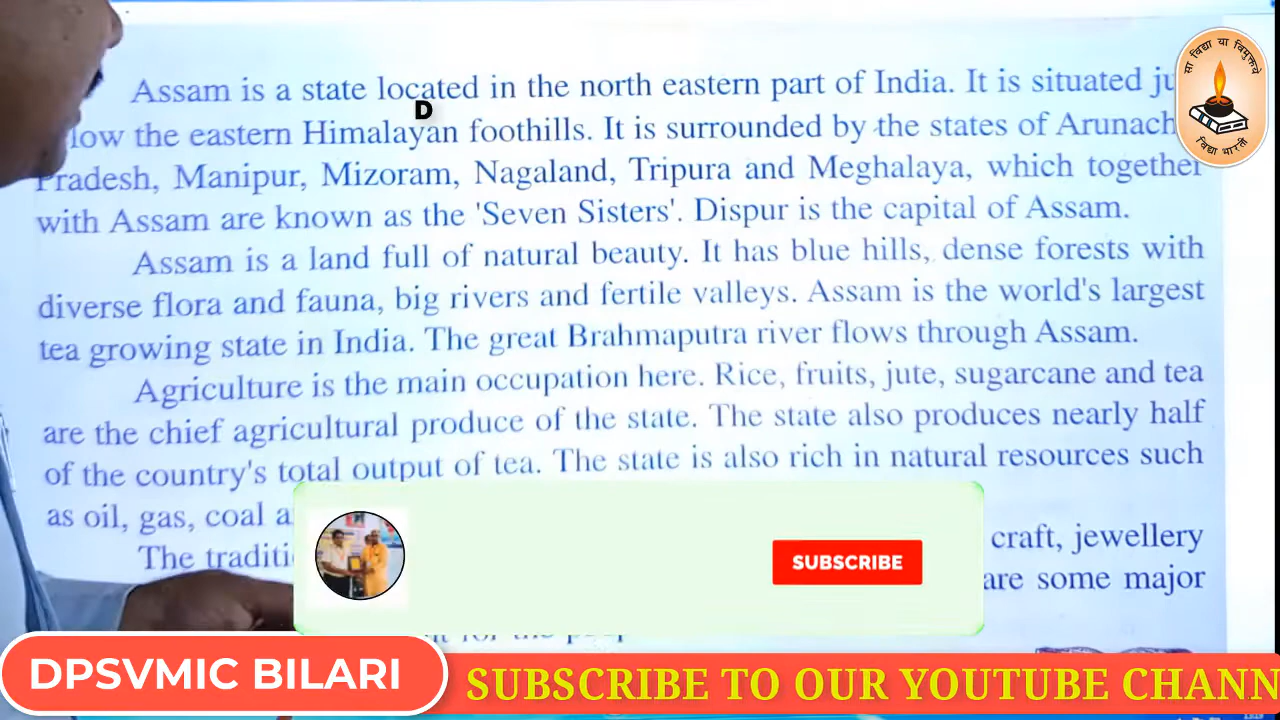 Assam is a state located in the north eastern part of India. It is situated
D
the eastern Himalayan foothills. It is surrounded by the states of
Pradesh, Manipur, Mizoram, Nagaland, Tripura and Meghalaya, which together
with Assam are known as the 'Seven Sisters'. Dispur is the capital of Assam.
Assam is a land full of natural beauty. It has blue hills, dense forests with
diverse flora and fauna, big rivers and fertile valleys. Assam is the world's largest
tea growing state in India. The great Brahmaputra river flows through Assam.
Agriculture is the main occupation here. Rice, fruits, jute, sugarcane and tea
are the chief agricultural produce of the state. The state also produces nearly half
of the country's total output of tea. The state is also rich in natural resources such
as oil, gas, coal
The craft, jewellery
are some major
सा विद्या या विमुक्तये
विद्या भारती
SUBSCRIBE
DPSVMIC BILARI
SUBSCRIBE TO OUR YOUTUBE CHANN